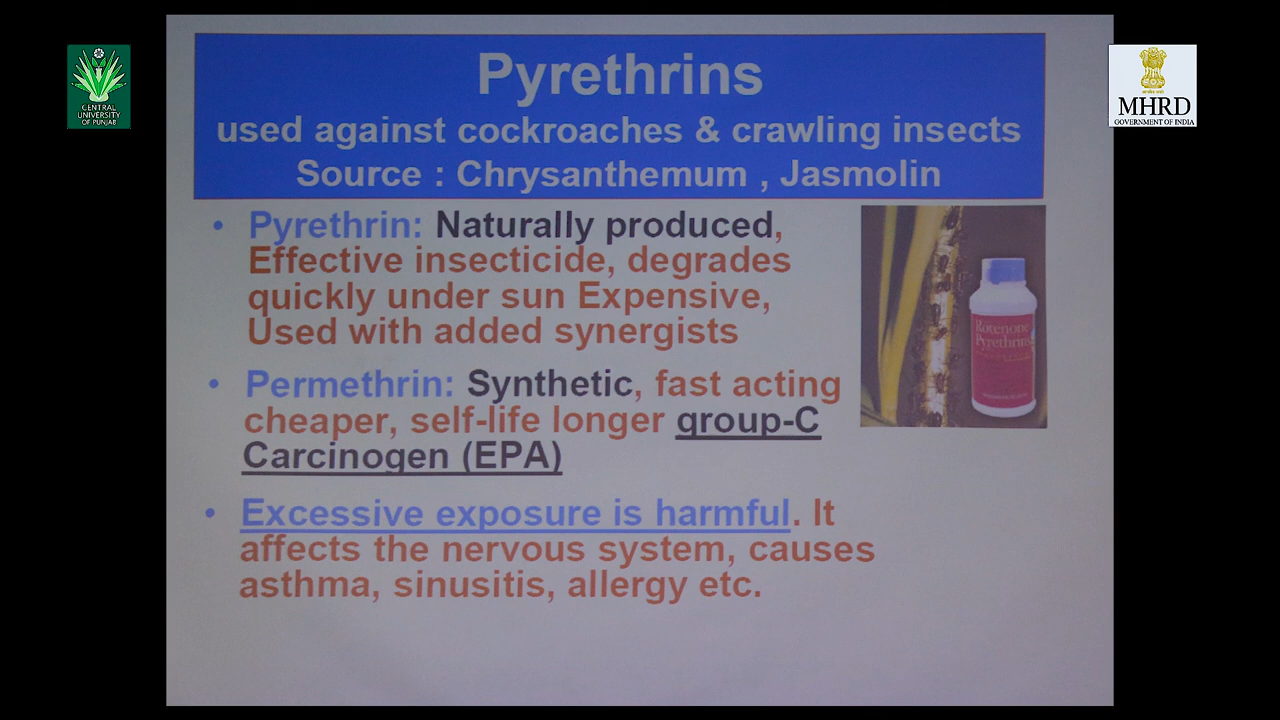 Pyrethrins
used against cockroaches & crawling insects
Source : Chrysanthemum , Jasmolin
• Pyrethrin: Naturally produced,
Effective insecticide, degrades
quickly under sun Expensive,
Used with added synergists
• Permethrin: Synthetic, fast acting
cheaper, self-life longer group-C
Carcinogen (EPA)
• Excessive exposure is harmful. It
affects the nervous system, causes
asthma, sinusitis, allergy etc.
Rotenone
Pyrethrins
CENTRAL
UNIVERSITY
OF PUNJAB
MHRD
GOVERNMENT OF INDIA